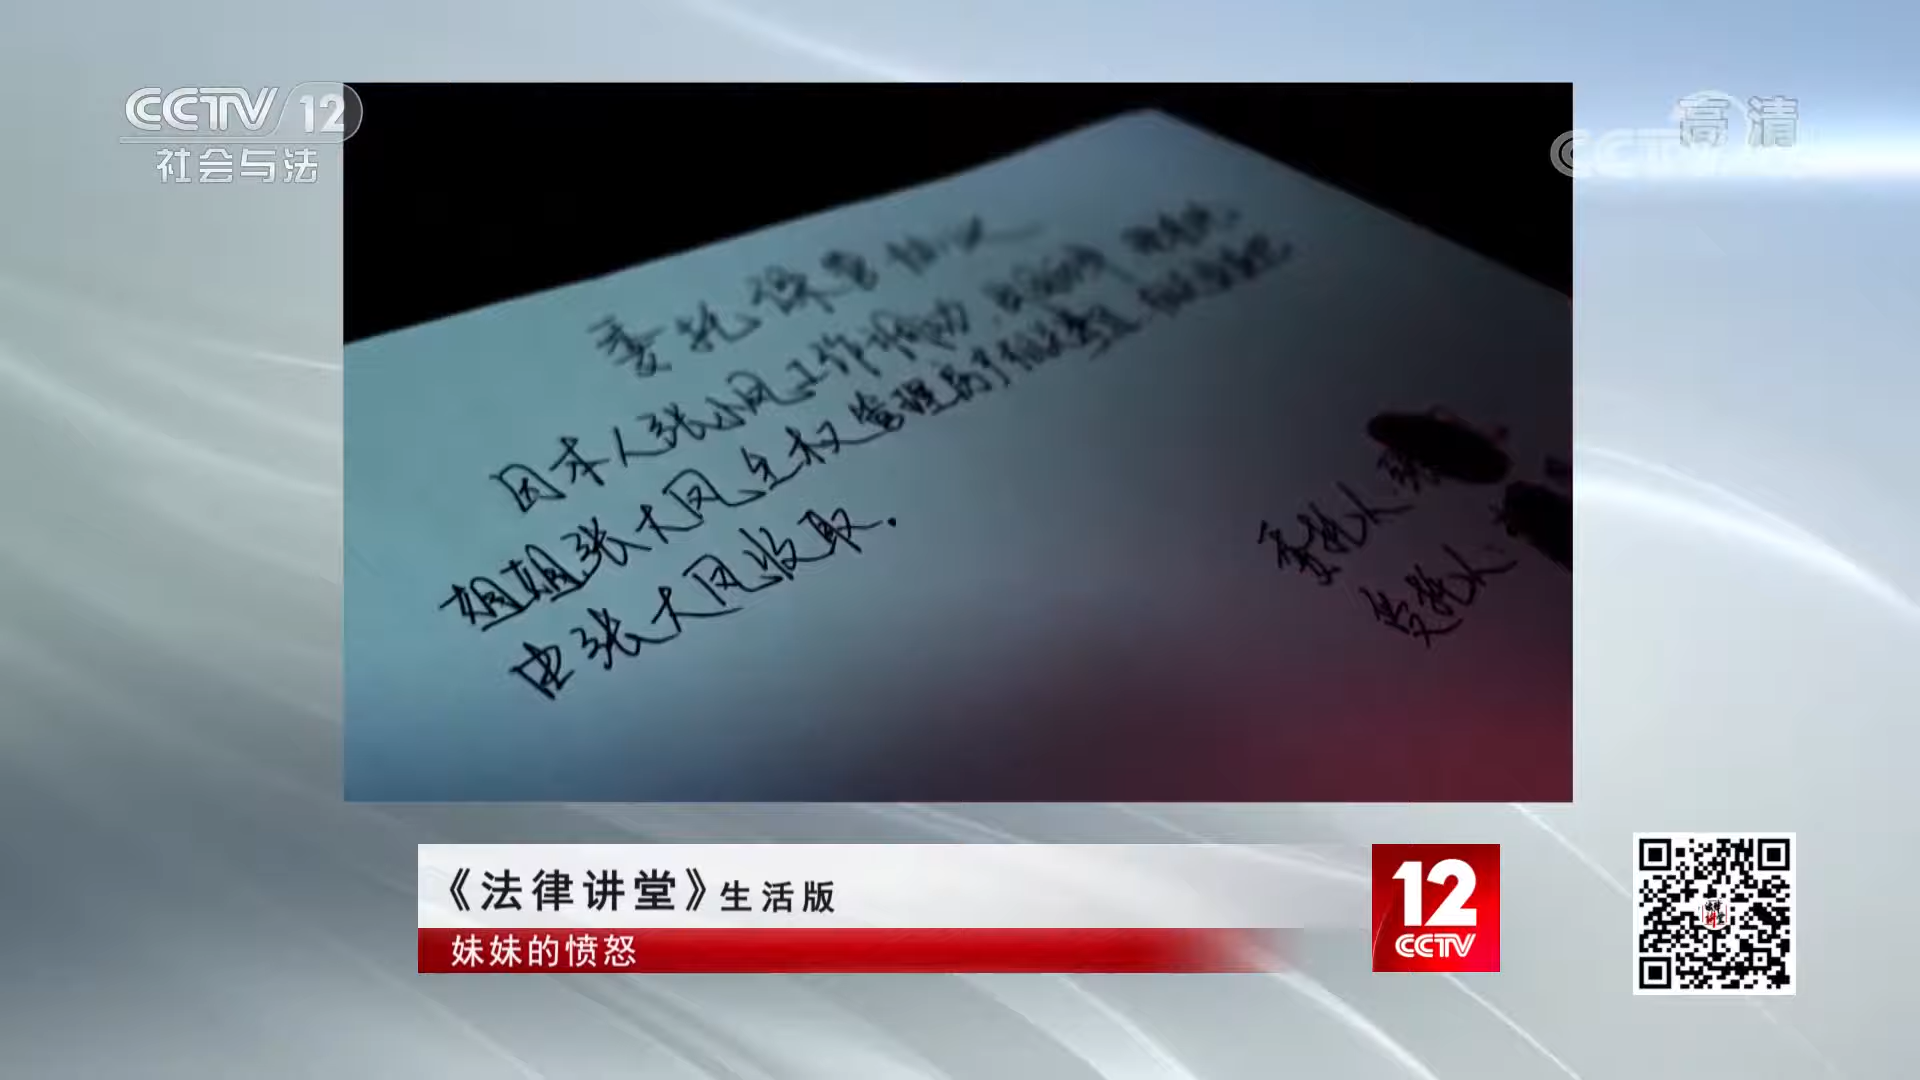 CCTV 12
社会与法
高清
CCTV
委托保管协议
因本人张小凤工作调动,
姐姐张大凤全权管理
由张大凤收取.
委托人:张
受托人:
《法律讲堂》生活版
妹妹的愤怒
12
CCTV